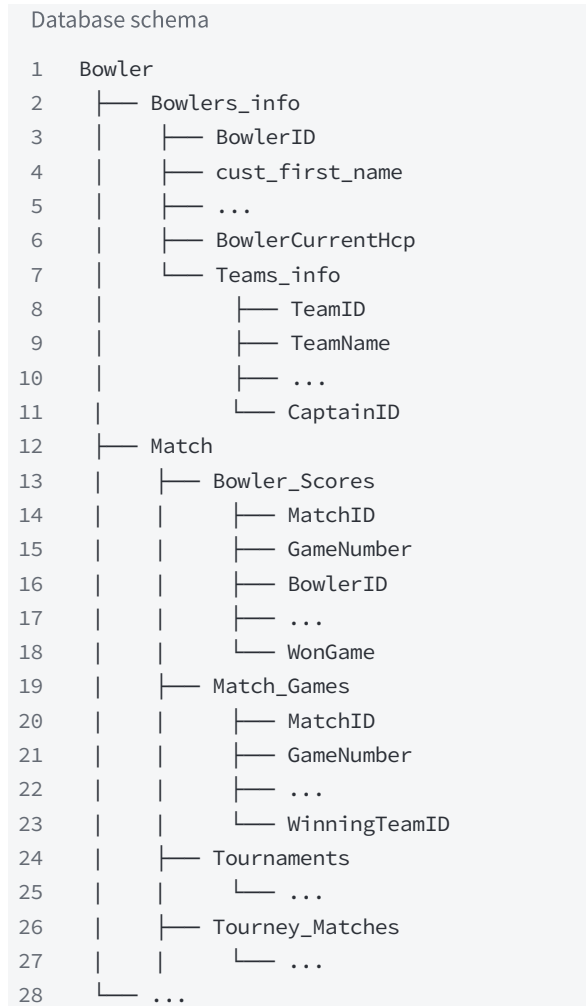 Database schema
1 Bowler
2 ├── Bowlers_info
3 │ ├── BowlerID
4 │ ├── cust_first_name
5 │ ├── ...
6 │ ├── BowlerCurrentHcp
7 │ └── Teams_info
8 │ ├── TeamID
9 │ ├── TeamName
10 │ ├── ...
11 | └── CaptainID
12 ├── Match
13 | ├── Bowler_Scores
14 | | ├── MatchID
15 | | ├── GameNumber
16 | | ├── BowlerID
17 | | ├── ...
18 | | └── WonGame
19 | ├── Match_Games
20 | | ├── MatchID
21 | | ├── GameNumber
22 | | ├── ...
23 | | └── WinningTeamID
24 | ├── Tournaments
25 | | └── ...
26 | ├── Tourney_Matches
27 | | └── ...
28 └── ...